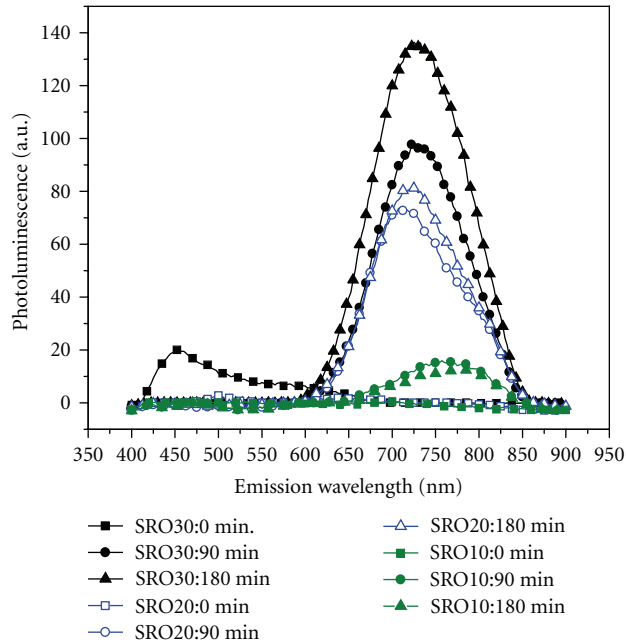 140
120
100
80
60
40
20
0
Photoluminescence (a.u.)
350 400 450 500 550 600 650 700 750 800 850 900 950
Emission wavelength (nm)
SRO30:0 min.
SRO30:90 min
SRO30:180 min
SRO20:0 min
SRO20:90 min
SRO20:180 min
SRO10:0 min
SRO10:90 min
SRO10:180 min